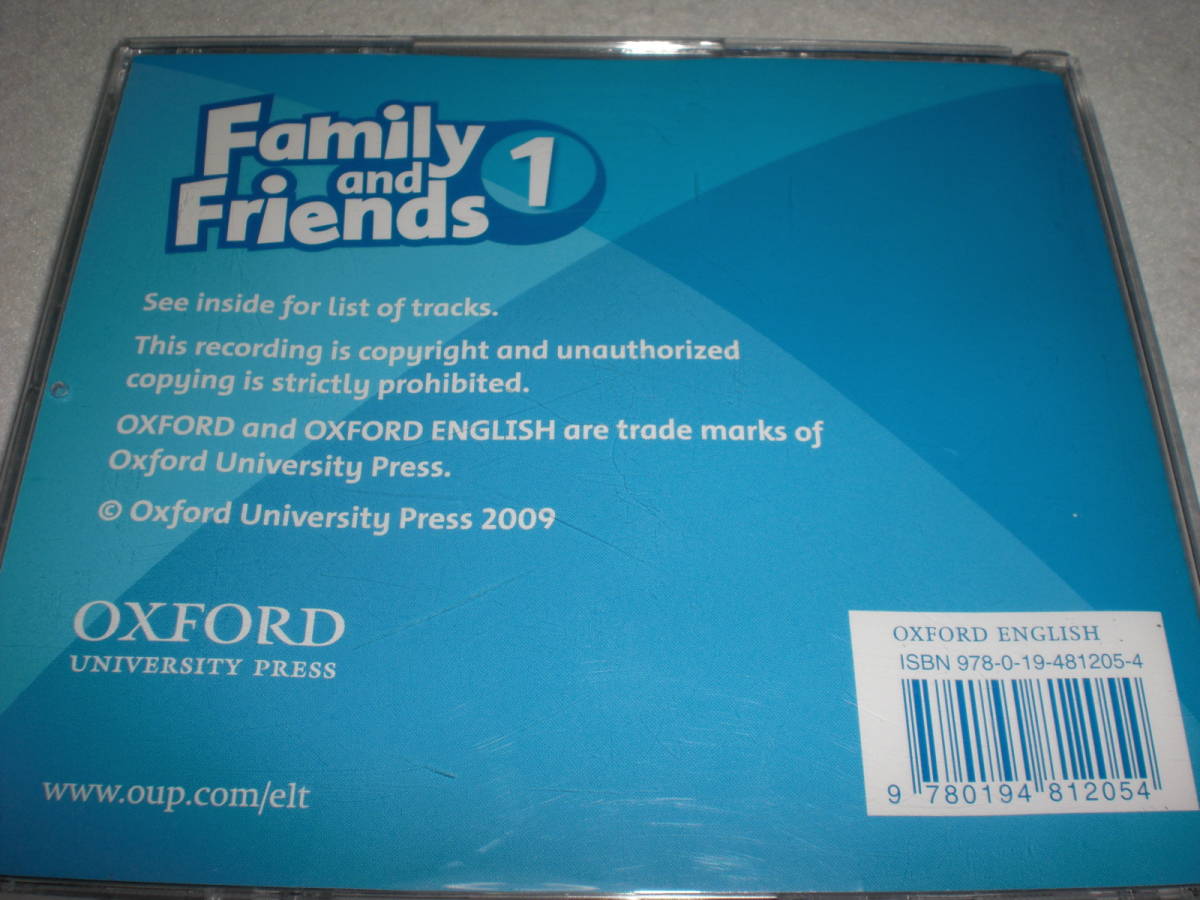 Family
and
Friends 1
See inside for list of tracks.
This recording is copyright and unauthorized
copying is strictly prohibited.
OXFORD and OXFORD ENGLISH are trade marks of
Oxford University Press.
© Oxford University Press 2009
OXFORD
UNIVERSITY PRESS
www.oup.com/elt
OXFORD ENGLISH
ISBN 978-0-19-481205-4
9 780194 812054